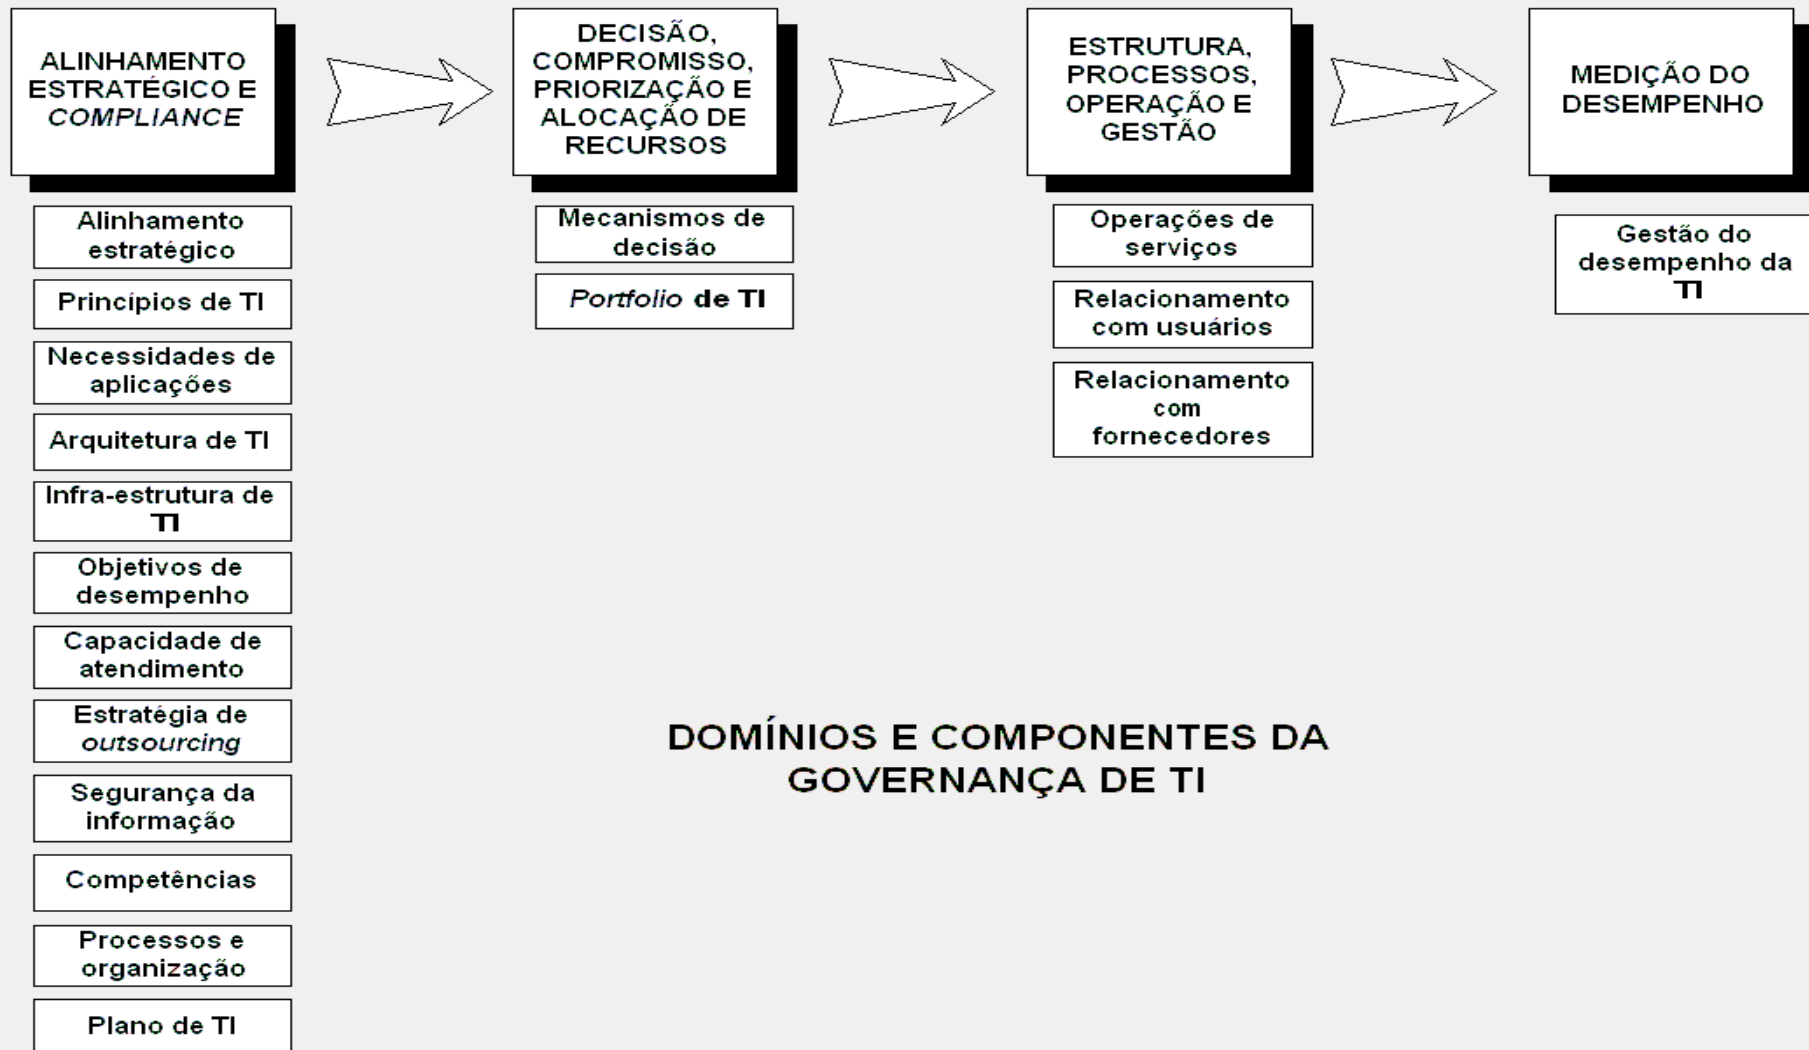 ALINHAMENTO
ESTRATÉGICO E
COMPLIANCE
DECISÃO,
COMPROMISSO,
PRIORIZAÇÃO E
ALOCAÇÃO DE
RECURSOS
ESTRUTURA,
PROCESSOS,
OPERAÇÃO E
GESTÃO
MEDIÇÃO DO
DESEMPENHO
Alinhamento
estratégico
Princípios de TI
Necessidades de
aplicações
Arquitetura de TI
Infra-estrutura de
TI
Objetivos de
desempenho
Capacidade de
atendimento
Estratégia de
outsourcing
Segurança da
informação
Competências
Processos e
organização
Plano de TI
Mecanismos de
decisão
Portfolio de TI
Operações de
serviços
Relacionamento
com usuários
Relacionamento
com
fornecedores
Gestão do
desempenho da
TI
DOMÍNIOS E COMPONENTES DA
GOVERNANÇA DE TI